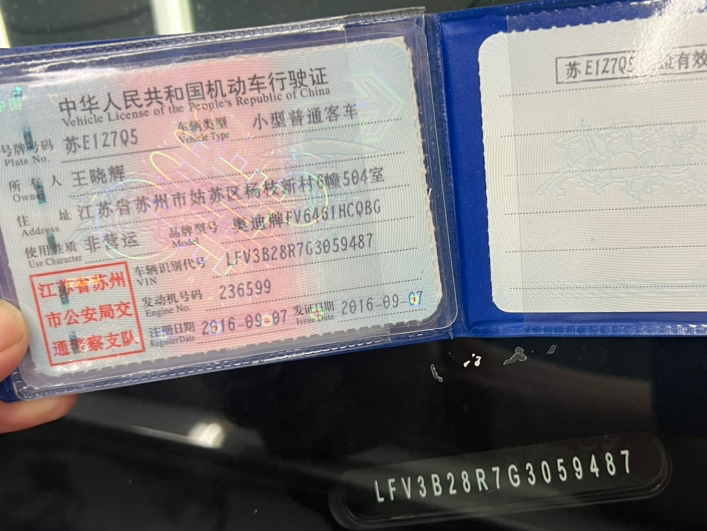 中国
中华人民共和国机动车行驶证
Vehicle License of the People's Republic of China
号牌号码 苏E127Q5 车辆类型 小型普通客车
Plate No. Vehicle Type
所有人 王晓辉
Owner
住址 江苏省苏州市姑苏区杨枝新村6幢504室
Address
使用性质 非营运 品牌型号 奥迪牌FV6461HCQBG
Use Character Model
江苏省苏州市公安局交通警察支队
车辆识别代号 LFV3B28R7G3059487
VIN
发动机号码 236599
Engine No.
注册日期 2016-09-07 发证日期 2016-09-07
Register Date Issue Date
苏E127Q5 有效
LFV3B28R7G3059487